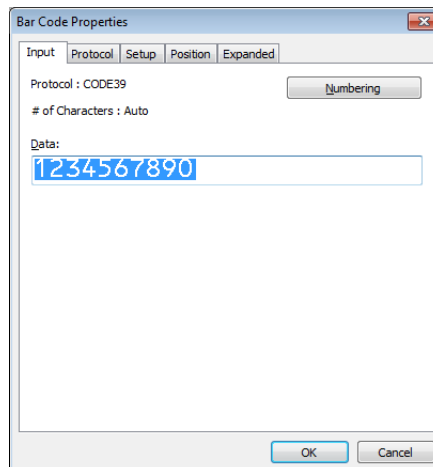 Bar Code Properties
Input Protocol Setup Position Expanded
Protocol : CODE39
Numbering
# of Characters : Auto
Data:
1234567890
OK Cancel